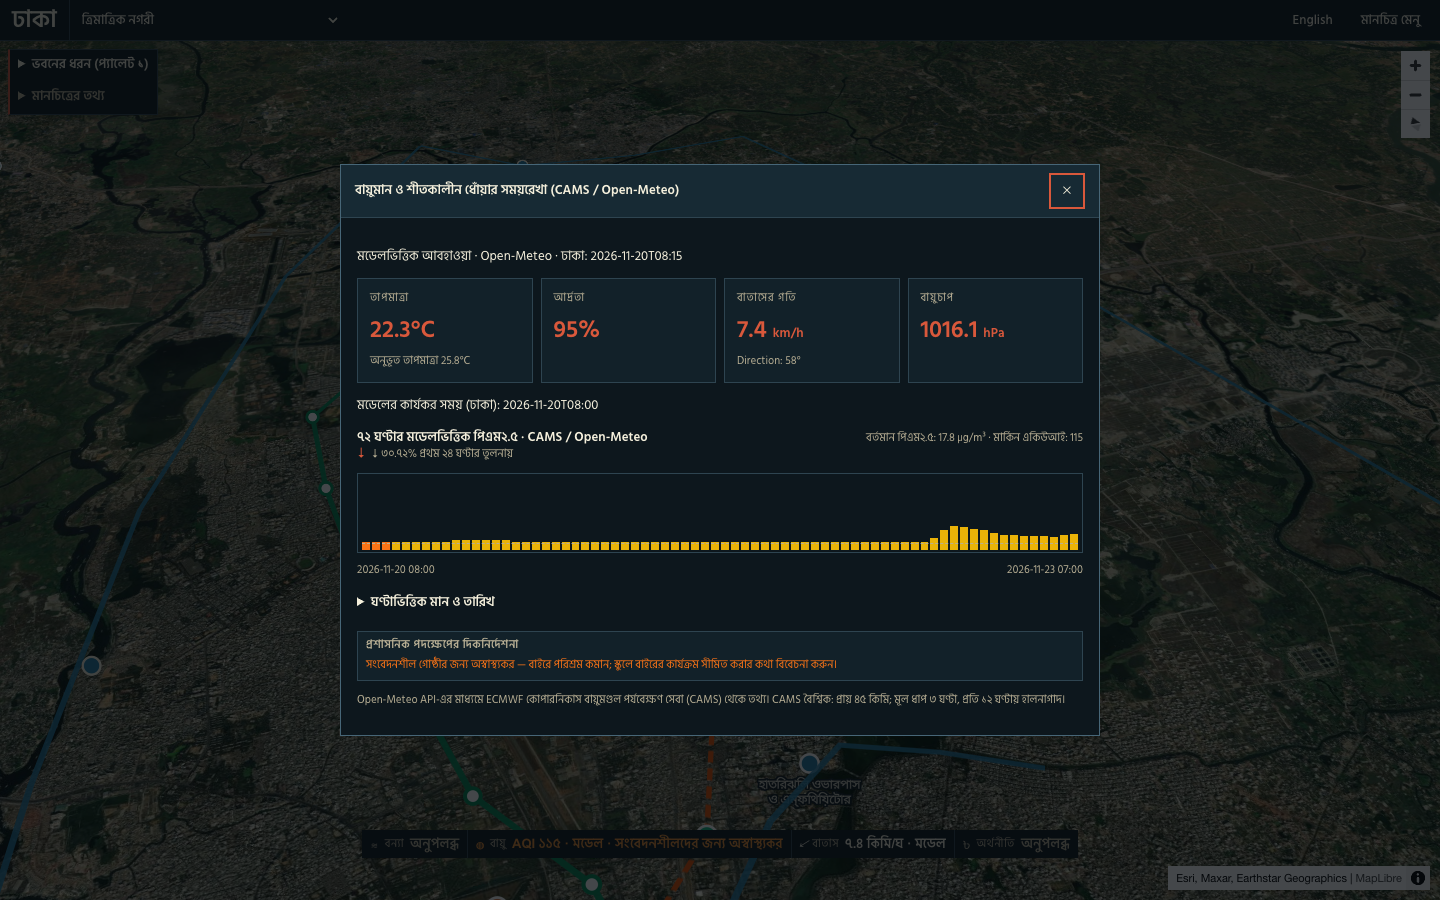 ঢাকা
ত্রিমাত্রিক নগরী
English
মানচিত্র মেনু
▶ ভবনের ধরন (প্যালেট ১)
▶ মানচিত্রের তথ্য
বায়ুমান ও শীতকালীন ধোঁয়ার সময়রেখা (CAMS / Open-Meteo)
×
মডেলভিত্তিক আবহাওয়া · Open-Meteo · ঢাকা: 2026-11-20T08:15
তাপমাত্রা
22.3°C
অনুভূত তাপমাত্রা 25.8°C
আর্দ্রতা
95%
বাতাসের গতি
7.4 km/h
Direction: 58°
বায়ুচাপ
1016.1 hPa
মডেলের কার্যকর সময় (ঢাকা): 2026-11-20T08:00
৭২ ঘণ্টার মডেলভিত্তিক পিএম২.৫ · CAMS / Open-Meteo
বর্তমান পিএম২.৫: 17.8 µg/m³ · মার্কিন একিউআই: 115
↓ ↓ ৩০.৭২% প্রথম ২৪ ঘণ্টার তুলনায়
2026-11-20 08:00
2026-11-23 07:00
▶ ঘণ্টাভিত্তিক মান ও তারিখ
প্রশাসনিক পদক্ষেপের দিকনির্দেশনা
সংবেদনশীল গোষ্ঠীর জন্য অস্বাস্থ্যকর — বাইরে পরিশ্রম কমান; স্কুলে বাইরের কার্যক্রম সীমিত করার কথা বিবেচনা করুন।
Open-Meteo API-এর মাধ্যমে ECMWF কোপারনিকাস বায়ুমণ্ডল পর্যবেক্ষণ সেবা (CAMS) থেকে তথ্য। CAMS বৈশ্বিক: প্রায় ৪৫ কিমি; মূল ধাপ ৩ ঘণ্টা, প্রতি ১২ ঘণ্টায় হালনাগাদ।
হাতিরঝিল ওভারপাস
ও
বন্যা অনুপলব্ধ
বায়ু AQI ১১৫ · মডেল · সংবেদনশীলদের জন্য অস্বাস্থ্যকর
বাতাস ৭.৪ কিমি/ঘ · মডেল
৳ অর্থনীতি অনুপলব্ধ
Esri, Maxar, Earthstar Geographics | MapLibre